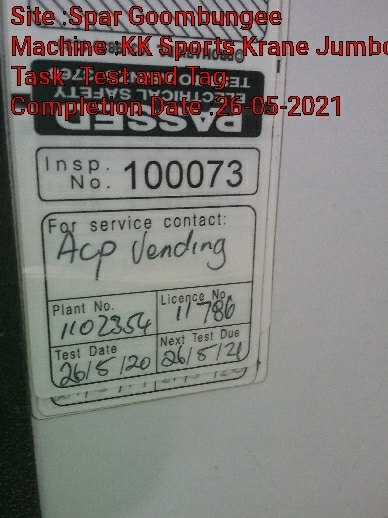 Site :Spar Goombungee
Machine :KK Sports Krane Jumbo
Task :Test and Tag
Completion Date :26-05-2021
ELECTRICAL SAFETY
PASSED
Insp. No. 100073
For service contact:
Acp Vending
Plant No. Licence No.
1102354 11786
Test Date Next Test Due
26/5/20 26/5/21